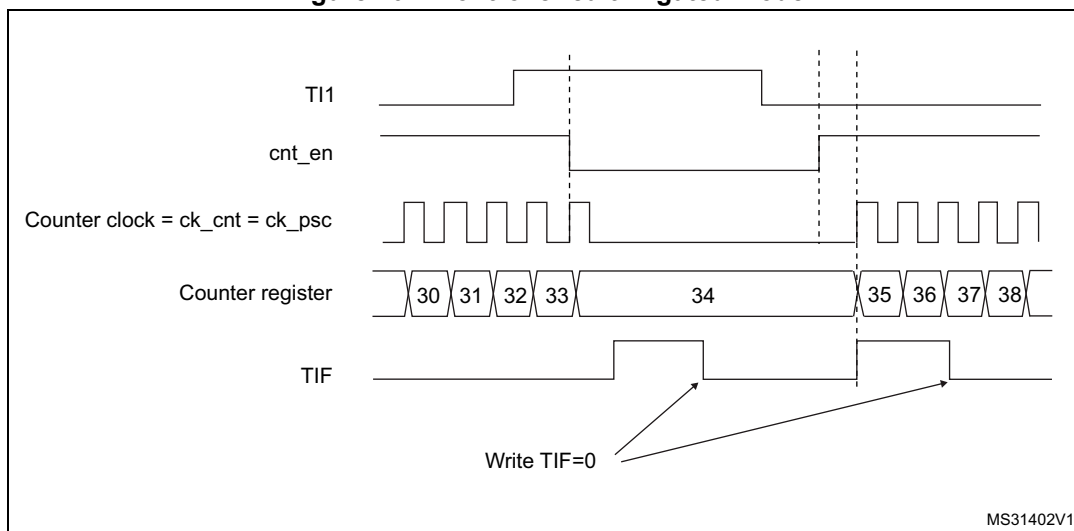 TI1
cnt_en
Counter clock = ck_cnt = ck_psc
Counter register
30 31 32 33 34 35 36 37 38
TIF
Write TIF=0
MS31402V1